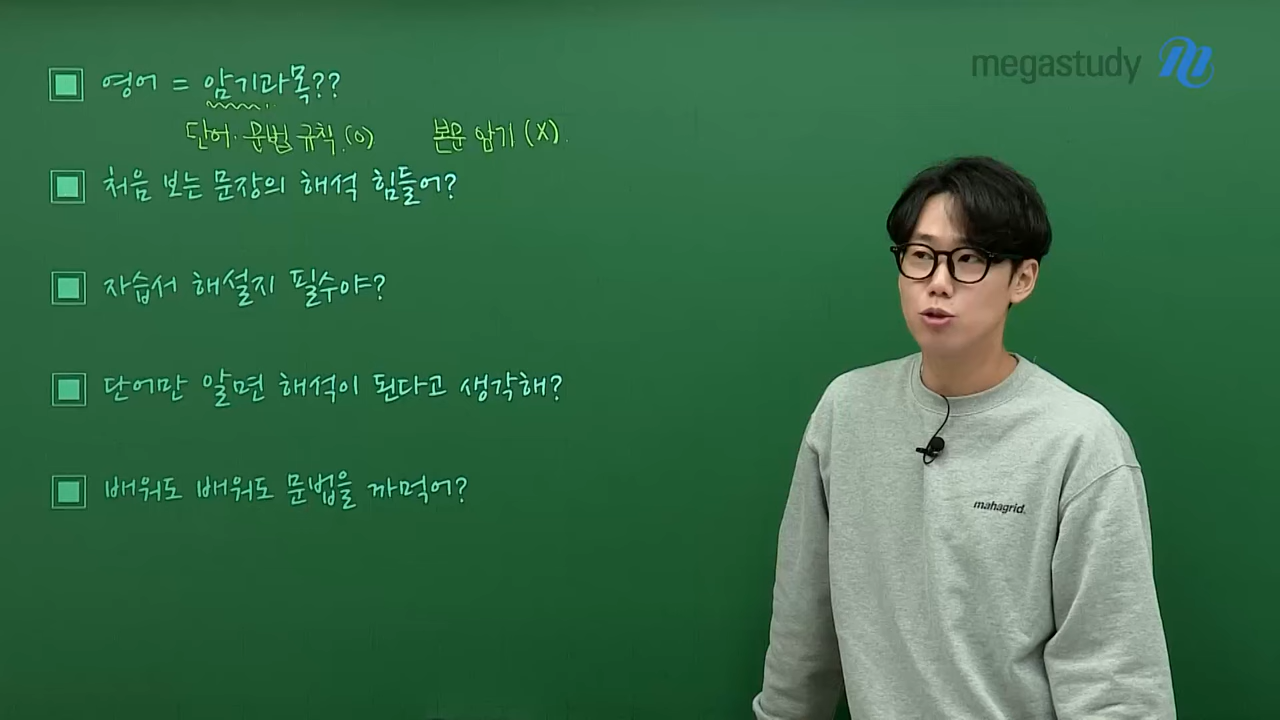 megastudy
영어 = 암기과목??
단어·문법 규칙.(O) 본문 암기(X).
처음 보는 문장의 해석 힘들어?
자습서 해설지 필수야?
단어만 알면 해석이 된다고 생각해?
배워도 배워도 문법을 까먹어?
mahagrid.